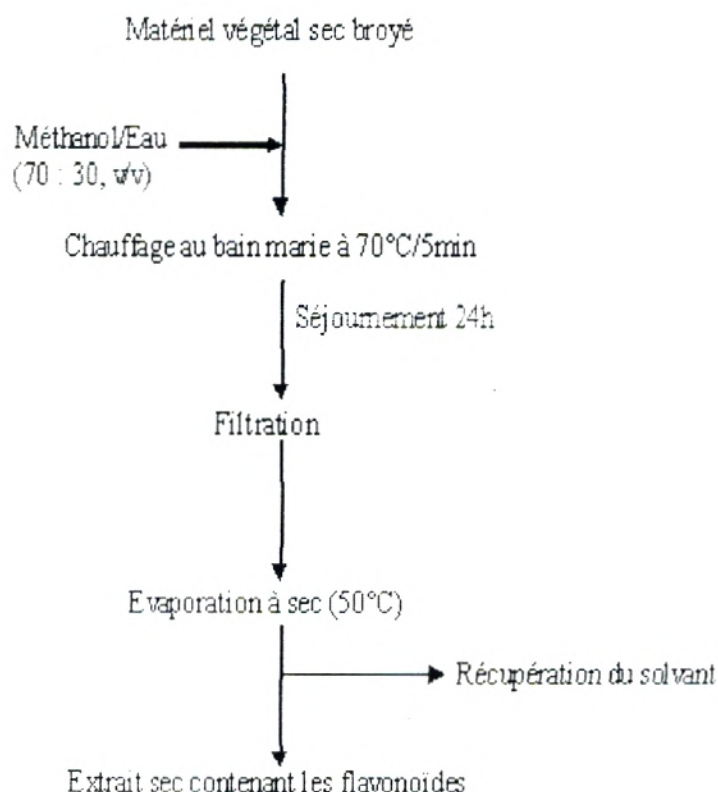 Matériel végétal sec broyé
Méthanol/Eau
(70 : 30, v/v)
Chauffage au bain marie à 70°C/5min
Séjournement 24h
Filtration
Evaporation à sec (50°C)
Récupération du solvant
Extrait sec contenant les flavonoïdes